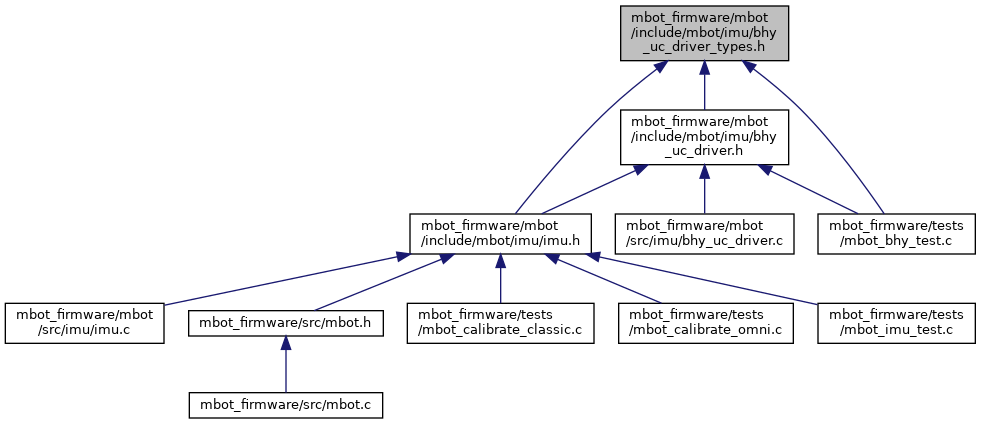 mbot_firmware/mbot
/include/mbot/imu/bhy
_uc_driver_types.h
mbot_firmware/mbot
/include/mbot/imu/bhy
_uc_driver.h
mbot_firmware/mbot
/include/mbot/imu/imu.h
mbot_firmware/mbot
/src/imu/bhy_uc_driver.c
mbot_firmware/tests
/mbot_bhy_test.c
mbot_firmware/mbot
/src/imu/imu.c
mbot_firmware/src/mbot.h
mbot_firmware/tests
/mbot_calibrate_classic.c
mbot_firmware/tests
/mbot_calibrate_omni.c
mbot_firmware/tests
/mbot_imu_test.c
mbot_firmware/src/mbot.c